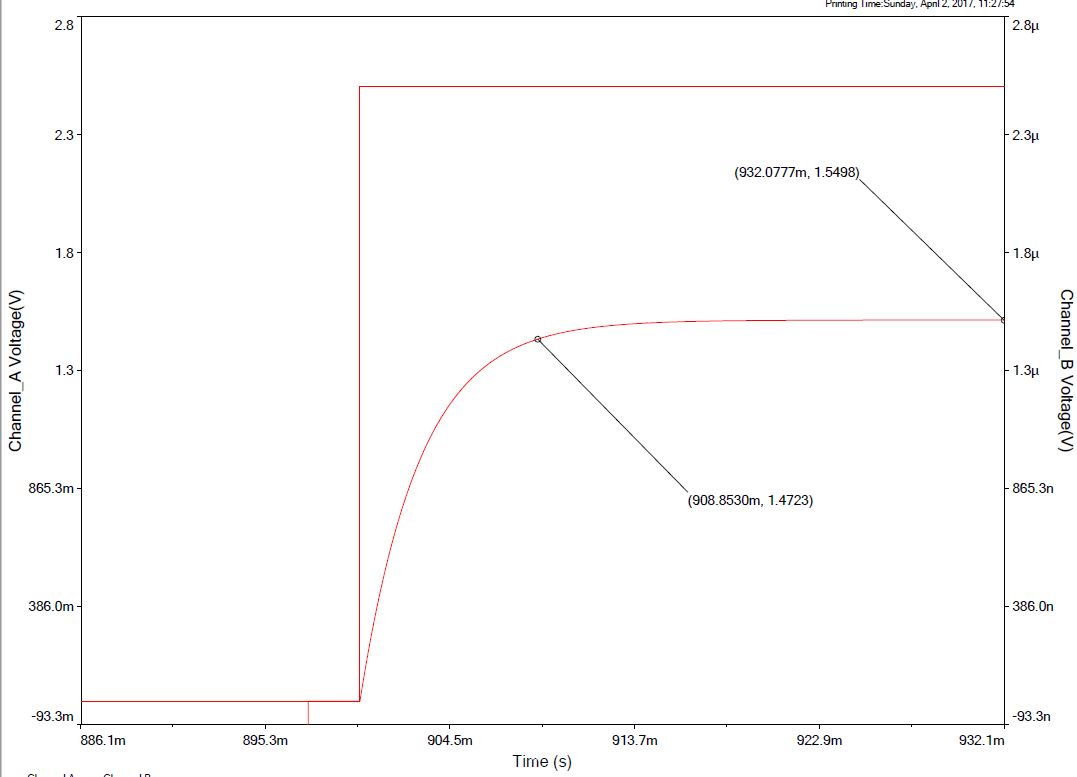 Printing Time:Sunday, April 2, 2017, 11:27:54
2.8
2.8µ
2.3
2.3µ
(932.0777m, 1.5498)
1.8
1.8µ
Channel_A Voltage(V)
Channel_B Voltage(V)
1.3
1.3µ
865.3m
865.3n
(908.8530m, 1.4723)
386.0m
386.0n
-93.3m
-93.3n
886.1m 895.3m 904.5m 913.7m 922.9m 932.1m
Time (s)